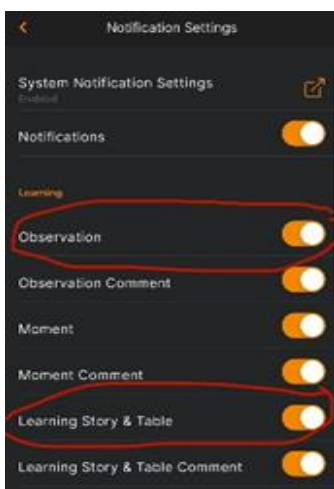 Notification Settings
System Notification Settings
Enabled
Notifications
Learning
Observation
Observation Comment
Moment
Moment Comment
Learning Story & Table
Learning Story & Table Comment